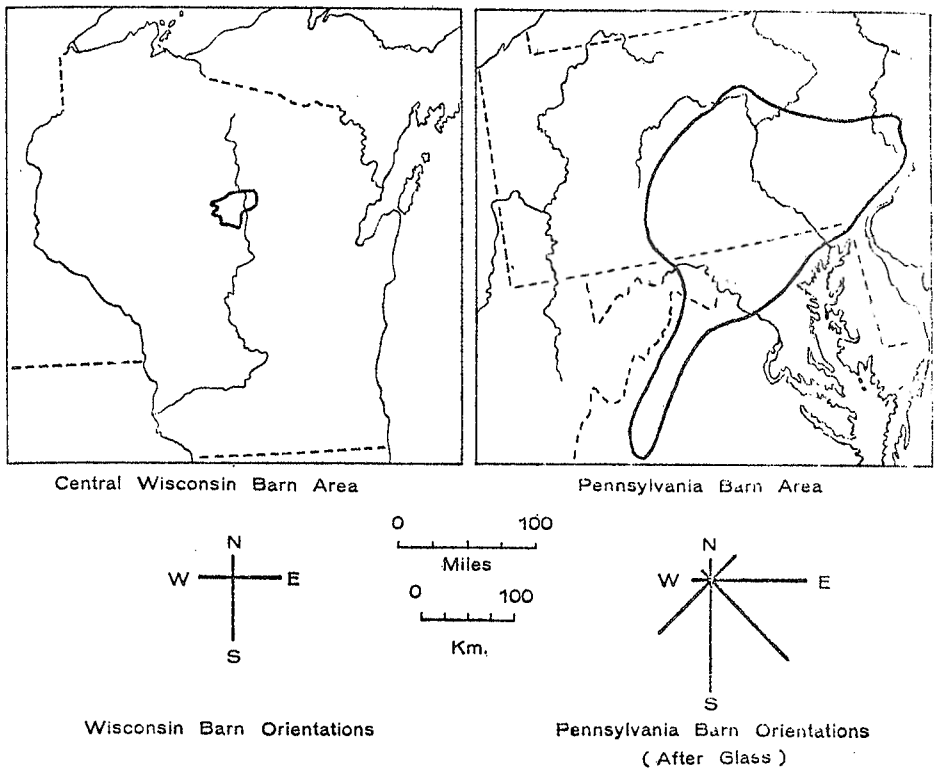 Central Wisconsin Barn Area
Pennsylvania Barn Area
0 100
Miles
0 100
Km.
N
W E
S
N
W E
S
Wisconsin Barn Orientations
Pennsylvania Barn Orientations
( After Glass )